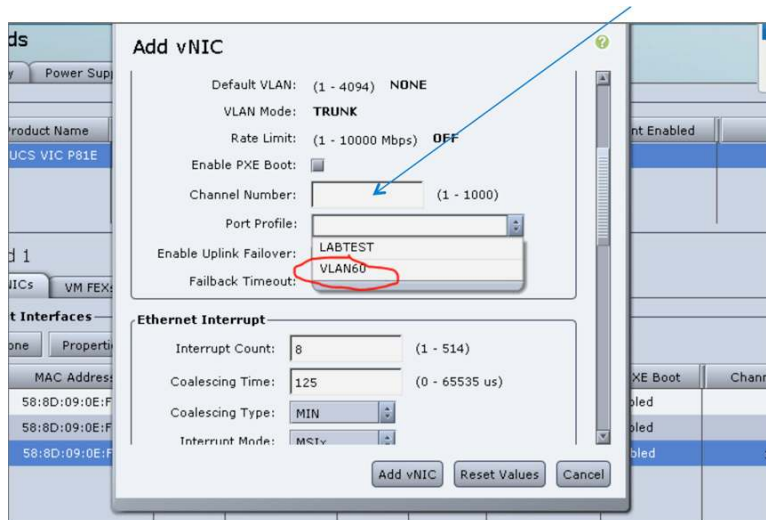 ds
Add vNIC
y
Power Supp
Default VLAN: (1 - 4094) NONE
VLAN Mode: TRUNK
Product Name
Rate Limit: (1 - 10000 Mbps) OFF
nt Enabled
UCS VIC P81E
Enable PXE Boot:
Channel Number: (1 - 1000)
Port Profile:
d 1
Enable Uplink Failover:
LABTEST
NICs
VM FEXs
Failback Timeout:
VLAN60
t Interfaces
Ethernet Interrupt
one
Properti
Interrupt Count: 8 (1 - 514)
MAC Address
Coalescing Time: 125 (0 - 65535 us)
XE Boot
Chann
58:8D:09:0E:F
Coalescing Type: MIN
bled
58:8D:09:0E:F
bled
Interrupt Mode: MSIx
58:8D:09:0E:F
bled
Add vNIC
Reset Values
Cancel